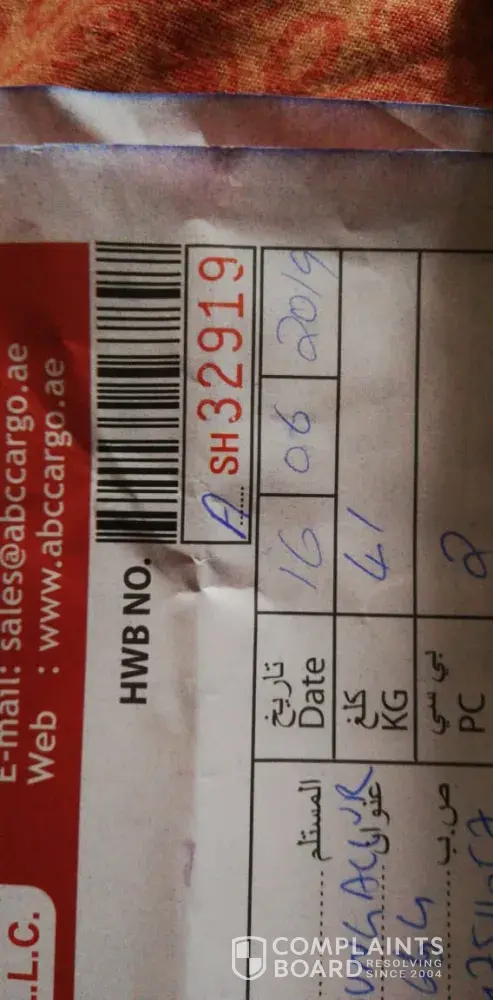 E-mail: sales@abccargo.ae
Web : www.abccargo.ae
HWB NO.
A SH 32919
تاريخ
Date
16 06 2019
كلغ
KG
41
بي سي
PC
2
المستلم
عنوان
ص.ب
L.L.C.
COMPLAINTS
BOARD
RESOLVING
SINCE 2004